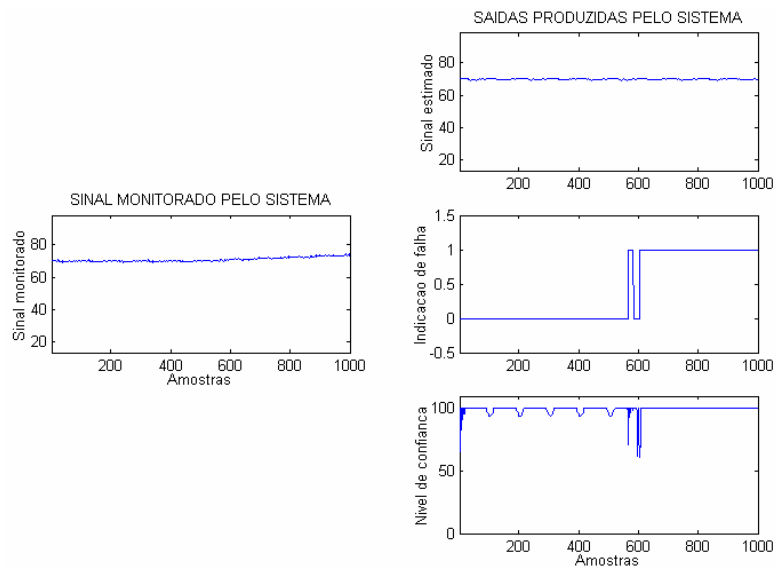 SAIDAS PRODUZIDAS PELO SISTEMA
Sinal estimado
80
60
40
20
200 400 600 800 1000
SINAL MONITORADO PELO SISTEMA
Sinal monitorado
80
60
40
20
200 400 600 800 1000
Amostras
Indicacao de falha
1.5
1
0.5
0
-0.5
200 400 600 800 1000
Nivel de confianca
100
50
0
200 400 600 800 1000
Amostras